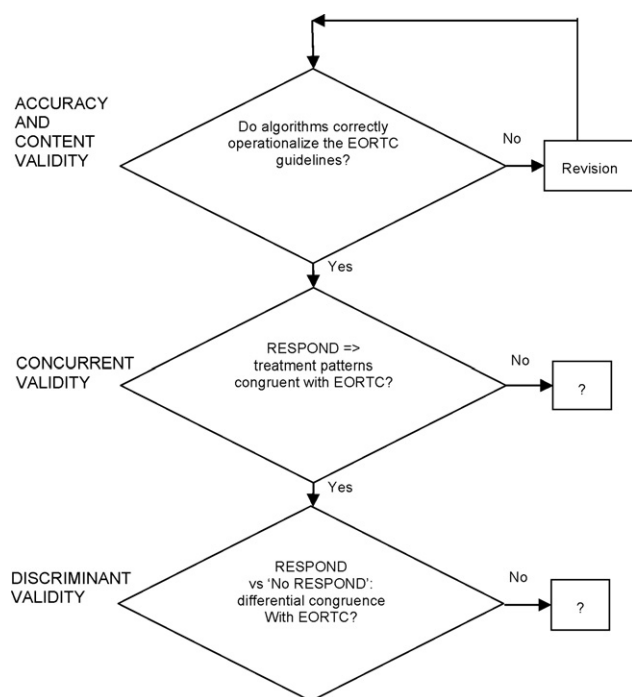 ACCURACY
AND
CONTENT
VALIDITY
Do algorithms correctly
operationalize the EORTC
guidelines?
No
Revision
Yes
CONCURRENT
VALIDITY
RESPOND =>
treatment patterns
congruent with EORTC?
No
?
Yes
DISCRIMINANT
VALIDITY
RESPOND
vs ‘No RESPOND’:
differential congruence
With EORTC?
No
?